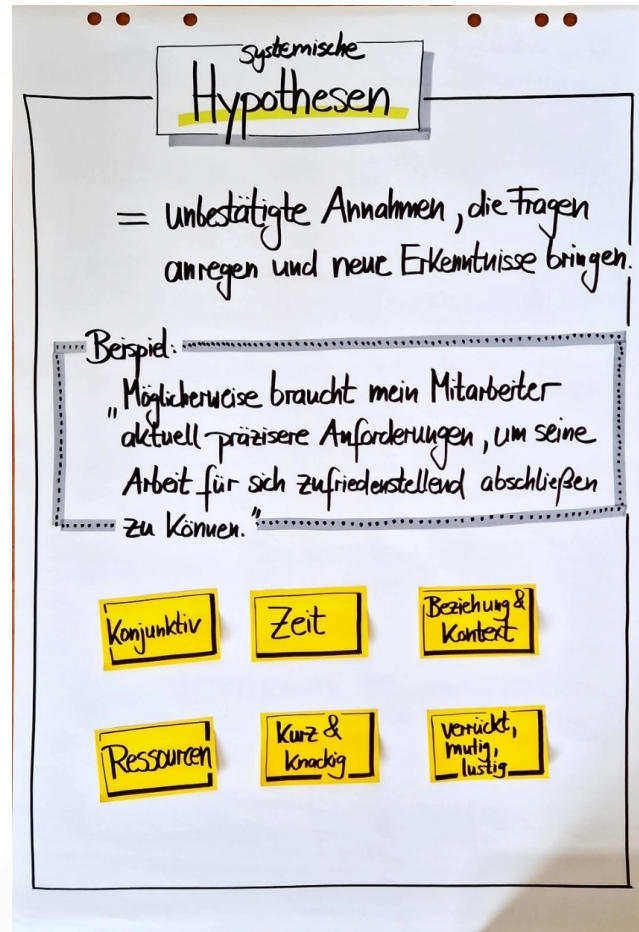 systemische
Hypothesen
= unbestätigte Annahmen, die Fragen
anregen und neue Erkenntnisse bringen.
Beispiel:
"Möglicherweise braucht mein Mitarbeiter
aktuell präzisere Anforderungen, um seine
Arbeit für sich zufriedenstellend abschließen
zu können."
Konjunktiv
Zeit
Beziehung &
Kontext
Ressourcen
Kurz &
knackig
verrückt,
mutig,
lustig